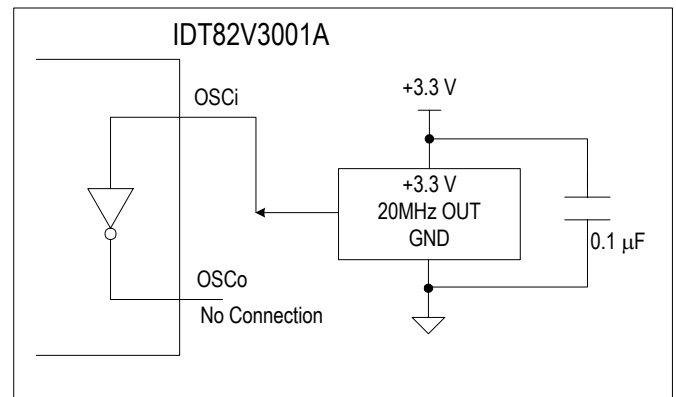 IDT82V3001A
OSCi
+3.3 V
+3.3 V
20MHz OUT
GND
0.1 μF
OSCo
No Connection